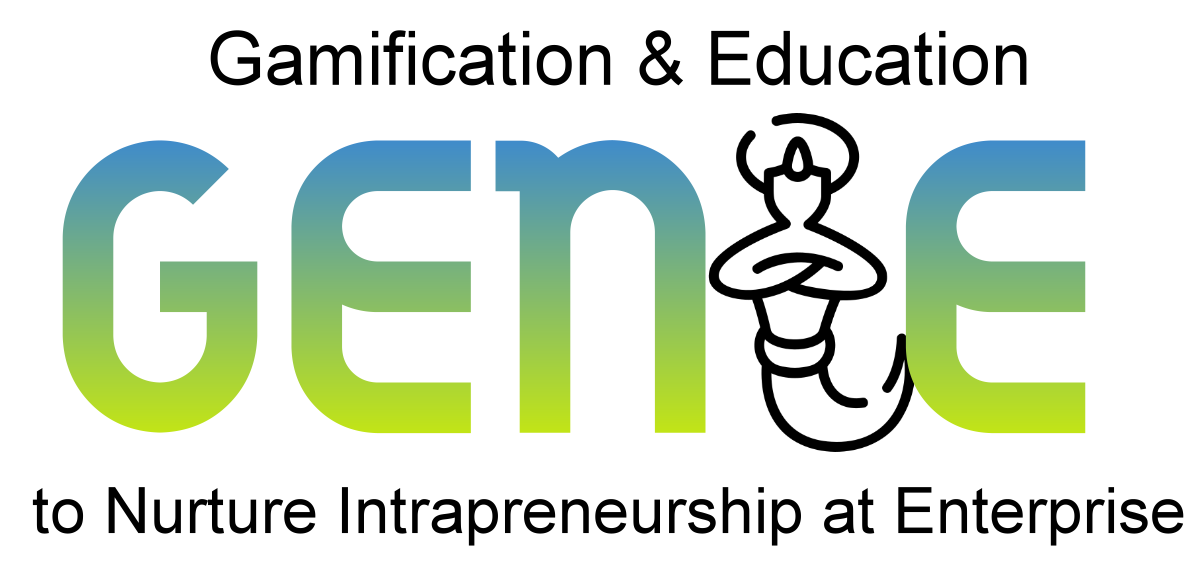 Gamification & Education
GENIE
to Nurture Intrapreneurship at Enterprise